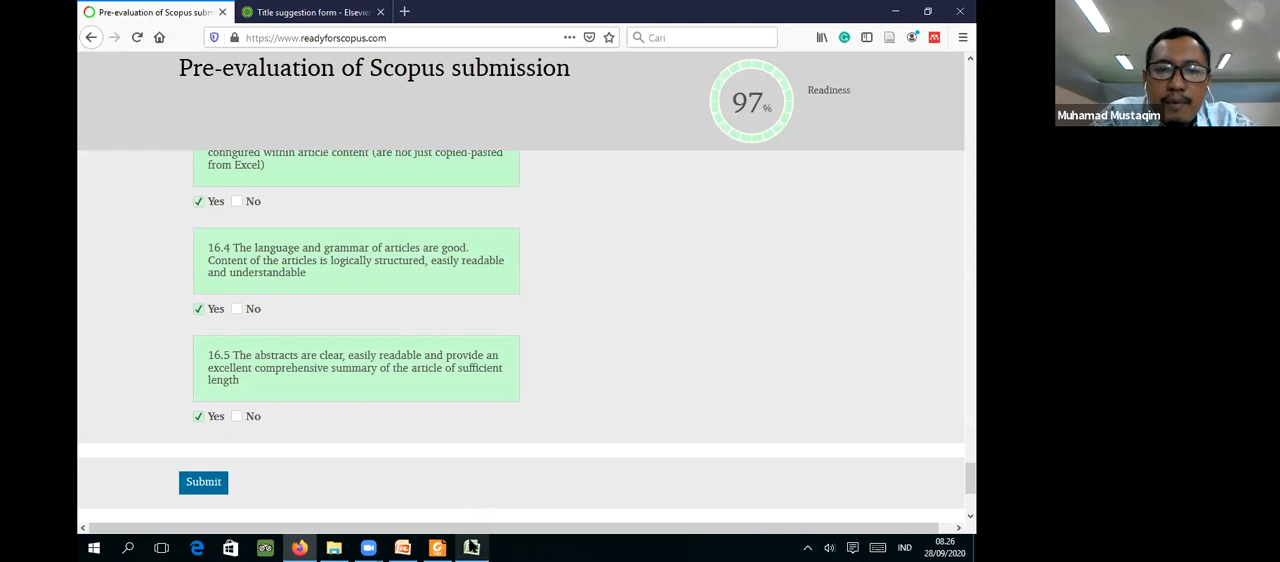 Pre-evaluation of Scopus subm
Title suggestion form - Elsevier
https://www.readyforscopus.com
Cari
Pre-evaluation of Scopus submission
97%
Readiness
configured within article content (are not just copied-pasted
from Excel)
Yes No
16.4 The language and grammar of articles are good.
Content of the articles is logically structured, easily readable
and understandable
Yes No
16.5 The abstracts are clear, easily readable and provide an
excellent comprehensive summary of the article of sufficient
length
Yes No
Submit
Muhamad Mustaqim
IND
08.26
28/09/2020